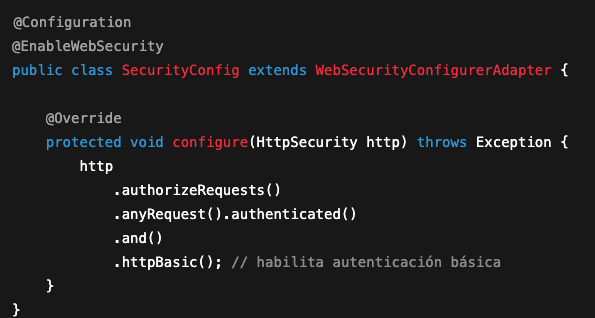 @Configuration
@EnableWebSecurity
public class SecurityConfig extends WebSecurityConfigurerAdapter {
@Override
protected void configure(HttpSecurity http) throws Exception {
http
.authorizeRequests()
.anyRequest().authenticated()
.and()
.httpBasic(); // habilita autenticación básica
}
}